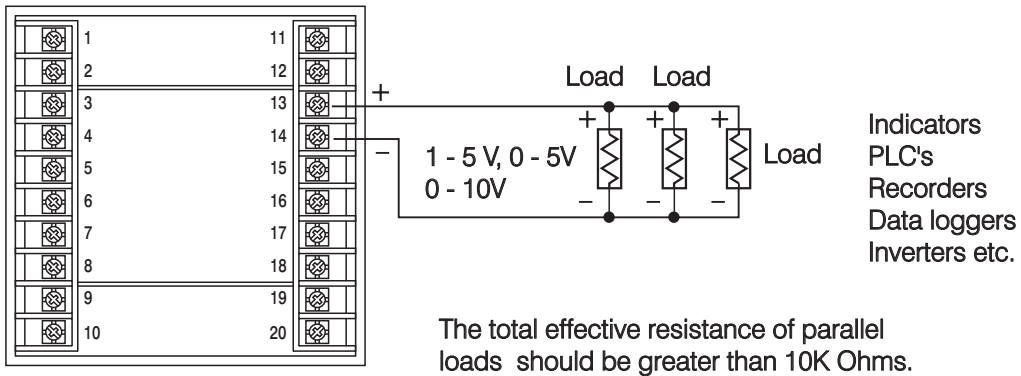 1 11
2 12
3 13 +
4 14 −
5 15
6 16
7 17
8 18
9 19
10 20
Load Load
+ + +
Load
1 - 5 V, 0 - 5V
0 - 10V
− − −
Indicators
PLC's
Recorders
Data loggers
Inverters etc.
The total effective resistance of parallel
loads should be greater than 10K Ohms.